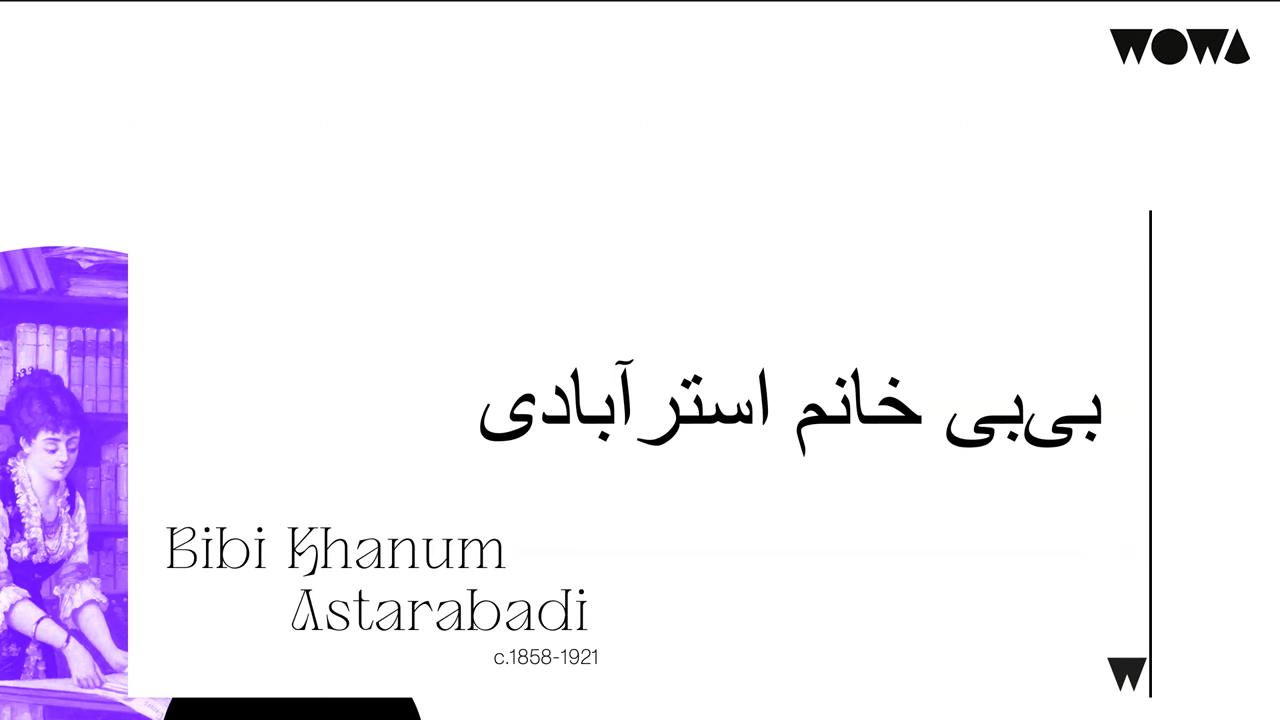 WOWA
بی‌بی خانم استرآبادی
Bibi Khanum
Astarabadi
c.1858-1921
W